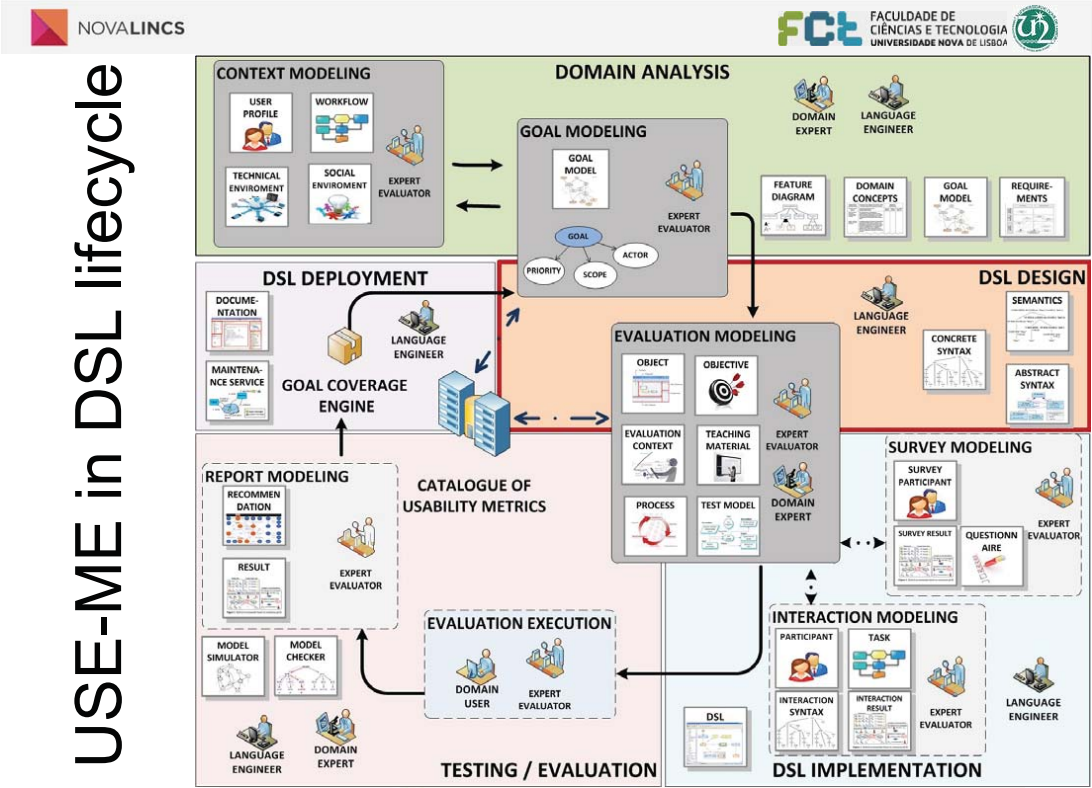 NOVALINCS
FCt
FACULDADE DE
CIÊNCIAS E TECNOLOGIA
UNIVERSIDADE NOVA DE LISBOA
USE-ME in DSL lifecycle
CONTEXT MODELING
USER
PROFILE
WORKFLOW
TECHNICAL
ENVIROMENT
SOCIAL
ENVIROMENT
EXPERT
EVALUATOR
DOMAIN ANALYSIS
DOMAIN
EXPERT
LANGUAGE
ENGINEER
GOAL MODELING
GOAL
MODEL
EXPERT
EVALUATOR
GOAL
PRIORITY
SCOPE
ACTOR
FEATURE
DIAGRAM
DOMAIN
CONCEPTS
GOAL
MODEL
REQUIRE-
MENTS
DSL DEPLOYMENT
DOCUME-
NTATION
MAINTENA-
NCE SERVICE
LANGUAGE
ENGINEER
GOAL COVERAGE
ENGINE
DSL DESIGN
LANGUAGE
ENGINEER
SEMANTICS
CONCRETE
SYNTAX
ABSTRACT
SYNTAX
EVALUATION MODELING
OBJECT
OBJECTIVE
EVALUATION
CONTEXT
TEACHING
MATERIAL
EXPERT
EVALUATOR
PROCESS
TEST MODEL
DOMAIN
EXPERT
CATALOGUE OF
USABILITY METRICS
REPORT MODELING
RECOMMEN
DATION
RESULT
EXPERT
EVALUATOR
SURVEY MODELING
SURVEY
PARTICIPANT
SURVEY RESULT
QUESTIONN
AIRE
EXPERT
EVALUATOR
EVALUATION EXECUTION
DOMAIN
USER
EXPERT
EVALUATOR
MODEL
SIMULATOR
MODEL
CHECKER
LANGUAGE
ENGINEER
DOMAIN
EXPERT
TESTING / EVALUATION
INTERACTION MODELING
PARTICIPANT
TASK
INTERACTION
SYNTAX
INTERACTION
RESULT
EXPERT
EVALUATOR
LANGUAGE
ENGINEER
DSL
DSL IMPLEMENTATION